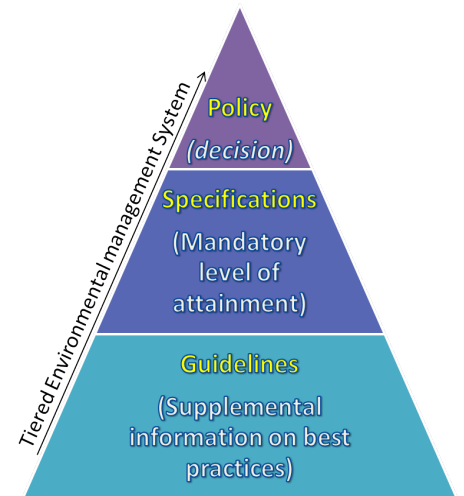 Tiered Environmental management System
Policy
(decision)
Specifications
(Mandatory
level of
attainment)
Guidelines
(Supplemental
information on best
practices)